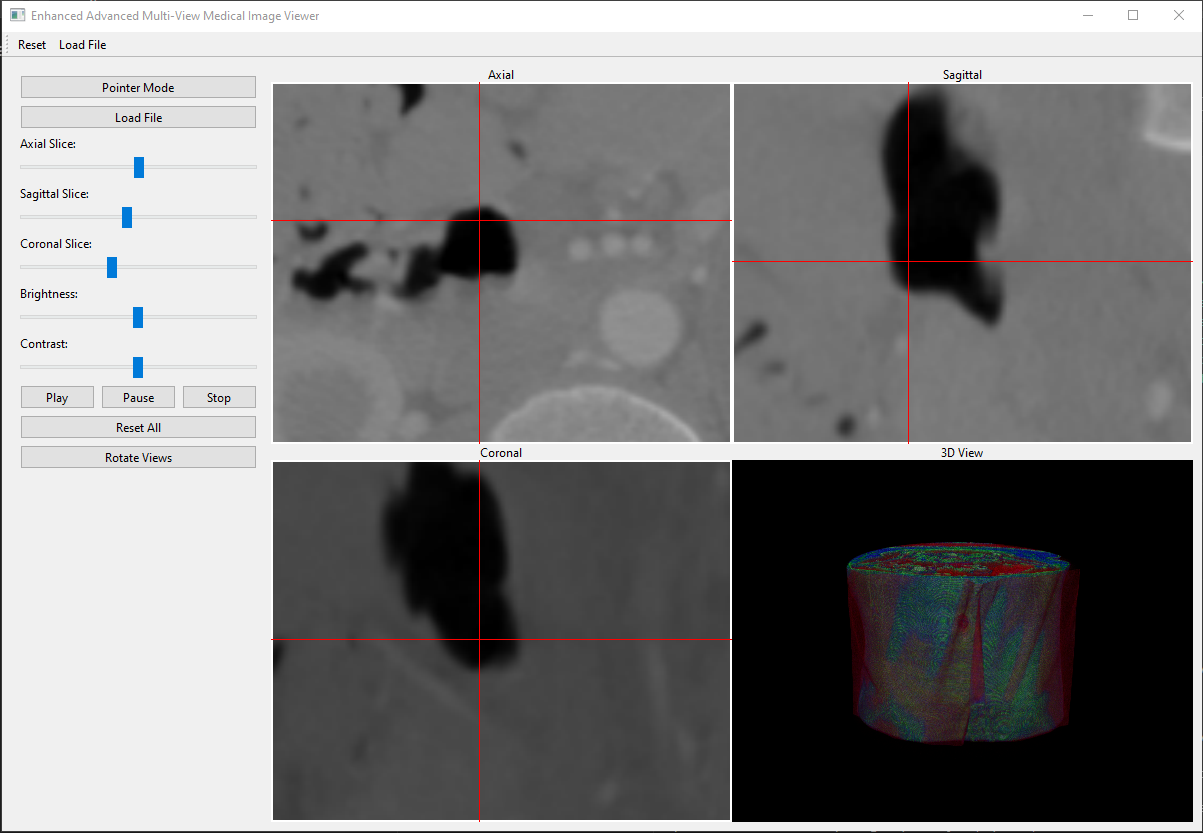 Enhanced Advanced Multi-View Medical Image Viewer
Reset Load File
Pointer Mode
Load File
Axial Slice:
Sagittal Slice:
Coronal Slice:
Brightness:
Contrast:
Play Pause Stop
Reset All
Rotate Views
Axial
Sagittal
Coronal
3D View